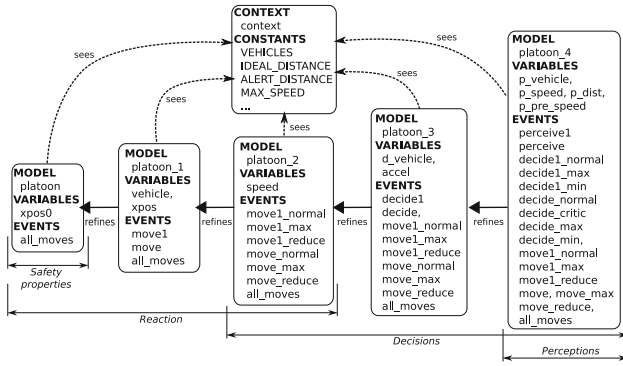 CONTEXT
context
CONSTANTS
VEHICLES
IDEAL_DISTANCE
ALERT_DISTANCE
MAX_SPEED
...
sees
sees
sees
sees
sees
MODEL
platoon
VARIABLES
xpos0
EVENTS
all_moves
refines
MODEL
platoon_1
VARIABLES
vehicle,
xpos
EVENTS
move1
move
all_moves
refines
MODEL
platoon_2
VARIABLES
speed
EVENTS
move1_normal
move1_max
move1_reduce
move_normal
move_max
move_reduce
all_moves
refines
MODEL
platoon_3
VARIABLES
d_vehicle,
accel
EVENTS
decide1
decide,
move1_normal
move1_max
move1_reduce
move_normal
move_max
move_reduce
all_moves
refines
MODEL
platoon_4
VARIABLES
p_vehicle,
p_speed, p_dist,
p_pre_speed
EVENTS
perceive1
perceive
decide1_normal
decide1_max
decide1_min
decide_normal
decide_critic
decide_max
decide_min,
move1_normal
move1_max
move1_reduce
move, move_max
move_reduce,
all_moves
Safety
properties
Reaction
Decisions
Perceptions